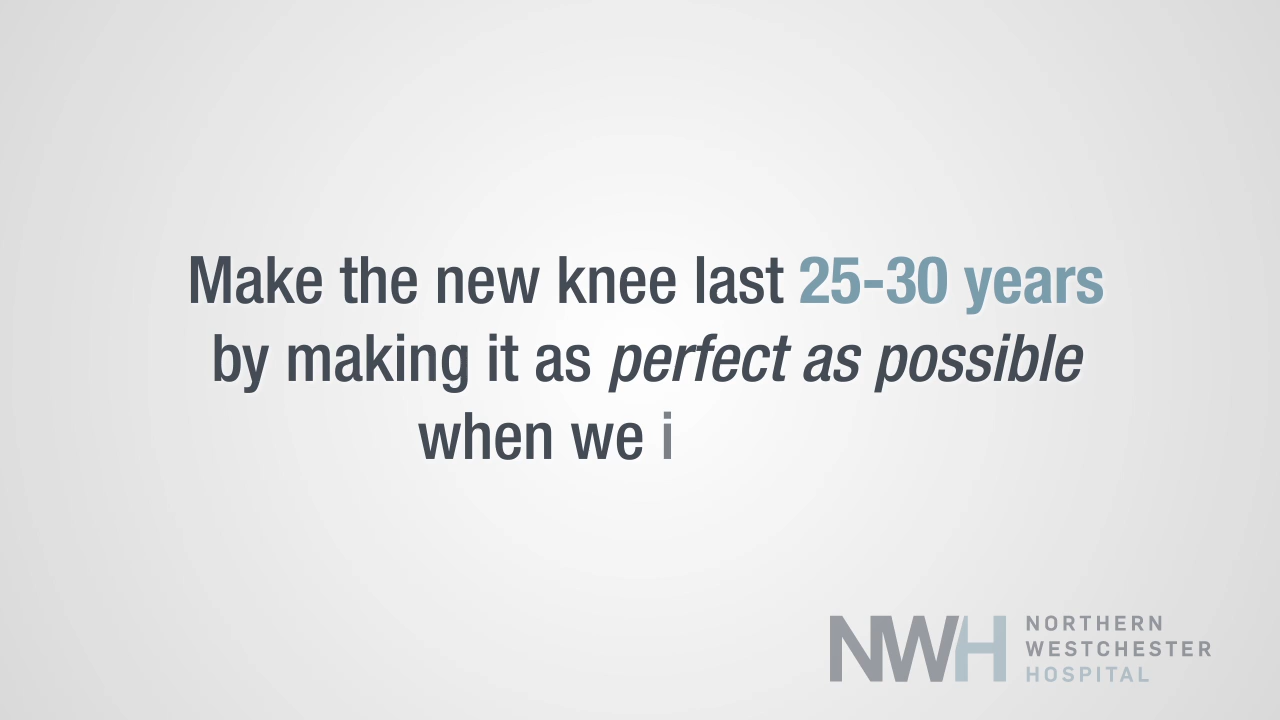 Make the new knee last 25-30 years
by making it as perfect as possible
when we i
NWH
NORTHERN
WESTCHESTER
HOSPITAL